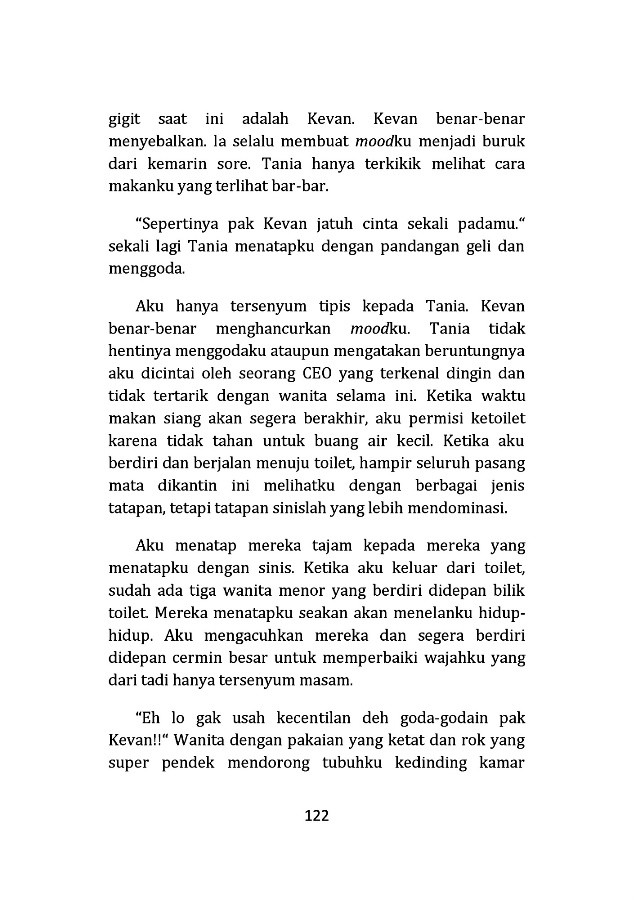 gigit saat ini adalah Kevan. Kevan benar-benar
menyebalkan. Ia selalu membuat moodku menjadi buruk
dari kemarin sore. Tania hanya terkikik melihat cara
makanku yang terlihat bar-bar.
“Sepertinya pak Kevan jatuh cinta sekali padamu.“
sekali lagi Tania menatapku dengan pandangan geli dan
menggoda.
Aku hanya tersenyum tipis kepada Tania. Kevan
benar-benar menghancurkan moodku. Tania tidak
hentinya menggodaku ataupun mengatakan beruntungnya
aku dicintai oleh seorang CEO yang terkenal dingin dan
tidak tertarik dengan wanita selama ini. Ketika waktu
makan siang akan segera berakhir, aku permisi ketoilet
karena tidak tahan untuk buang air kecil. Ketika aku
berdiri dan berjalan menuju toilet, hampir seluruh pasang
mata dikantin ini melihatku dengan berbagai jenis
tatapan, tetapi tatapan sinislah yang lebih mendominasi.
Aku menatap mereka tajam kepada mereka yang
menatapku dengan sinis. Ketika aku keluar dari toilet,
sudah ada tiga wanita menor yang berdiri didepan bilik
toilet. Mereka menatapku seakan akan menelanku hidup-
hidup. Aku mengacuhkan mereka dan segera berdiri
didepan cermin besar untuk memperbaiki wajahku yang
dari tadi hanya tersenyum masam.
“Eh lo gak usah kecentilan deh goda-godain pak
Kevan!!“ Wanita dengan pakaian yang ketat dan rok yang
super pendek mendorong tubuhku kedinding kamar
122